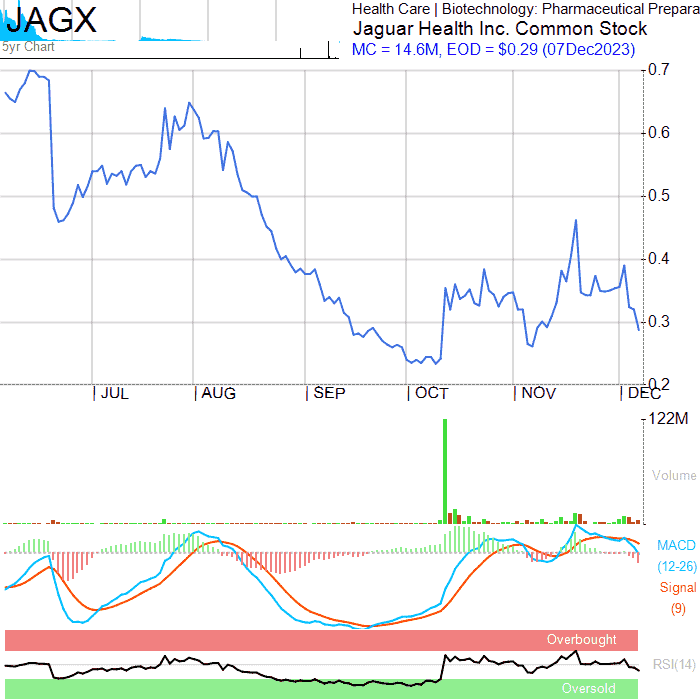 JAGX
5yr Chart
Health Care | Biotechnology: Pharmaceutical Prepara
Jaguar Health Inc. Common Stock
MC = 14.6M, EOD = $0.29 (07Dec2023)
0.7
0.6
0.5
0.4
0.3
0.2
JUL
AUG
SEP
OCT
NOV
DEC
122M
Volume
MACD
(12-26)
Signal
(9)
Overbought
RSI(14)
Oversold